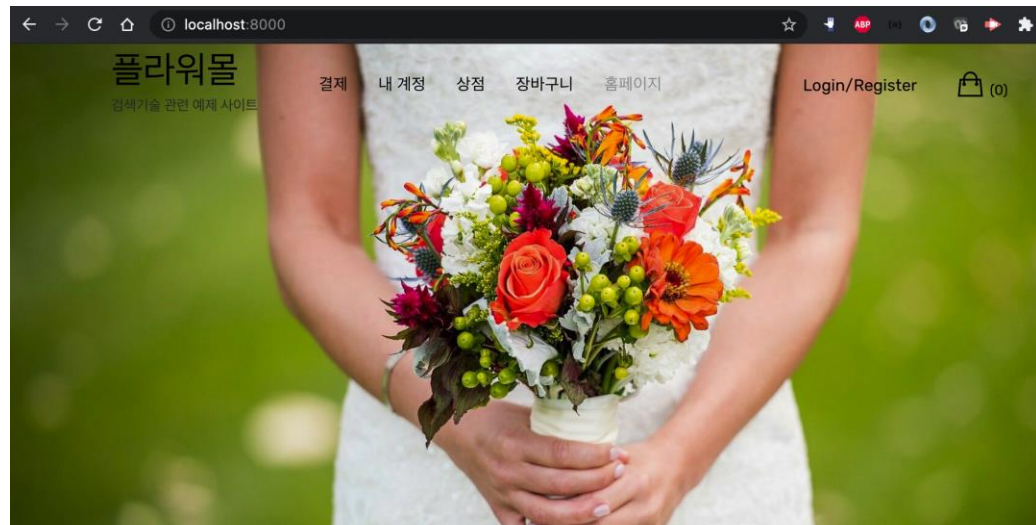 localhost:8000
ABP
플라워몰
검색기술 관련 예제 사이트
결제 내 계정 상점 장바구니 홈페이지 Login/Register (0)